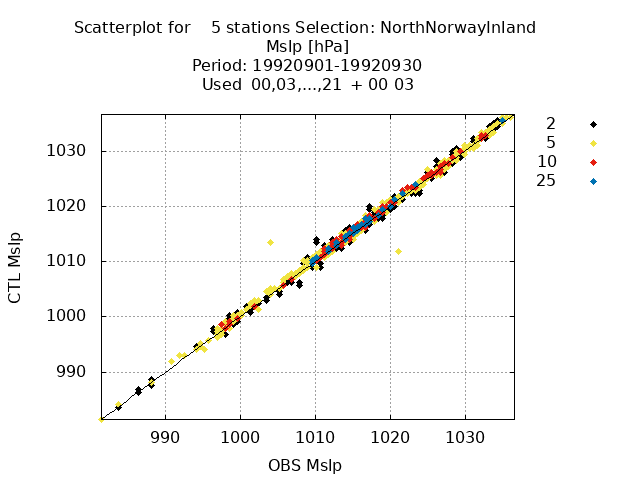 Scatterplot for    5 stations Selection: NorthNorwayInland
Mslp [hPa]
Period: 19920901-19920930
Used  00,03,...,21  + 00 03
2
5
10
25
1030
1020
1010
1000
990
CTL Mslp
990 1000 1010 1020 1030
OBS Mslp